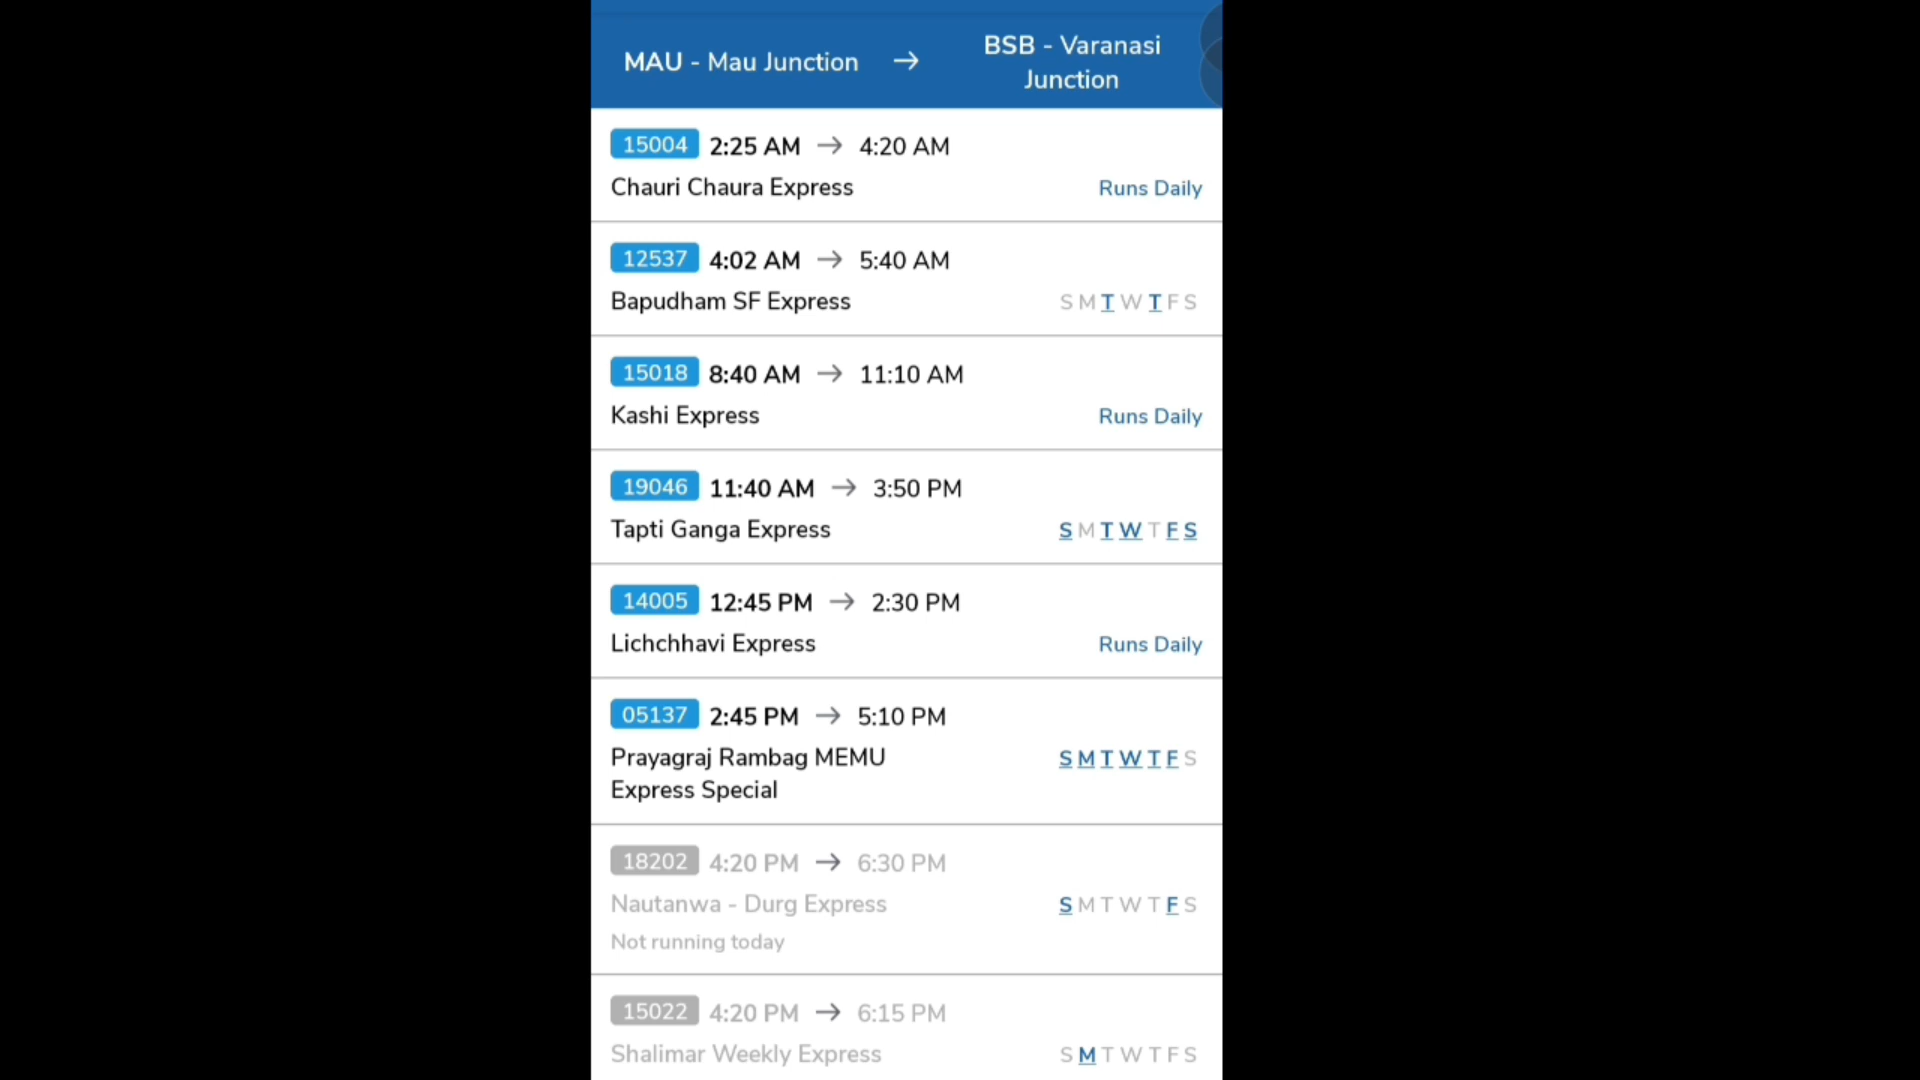 MAU - Mau Junction → BSB - Varanasi
Junction
15004 2:25 AM → 4:20 AM
Chauri Chaura Express Runs Daily
12537 4:02 AM → 5:40 AM
Bapudham SF Express S M T W T F S
15018 8:40 AM → 11:10 AM
Kashi Express Runs Daily
19046 11:40 AM → 3:50 PM
Tapti Ganga Express S M T W T F S
14005 12:45 PM → 2:30 PM
Lichchhavi Express Runs Daily
05137 2:45 PM → 5:10 PM
Prayagraj Rambag MEMU S M T W T F S
Express Special
18202 4:20 PM → 6:30 PM
Nautanwa - Durg Express S M T W T F S
Not running today
15022 4:20 PM → 6:15 PM
Shalimar Weekly Express S M T W T F S